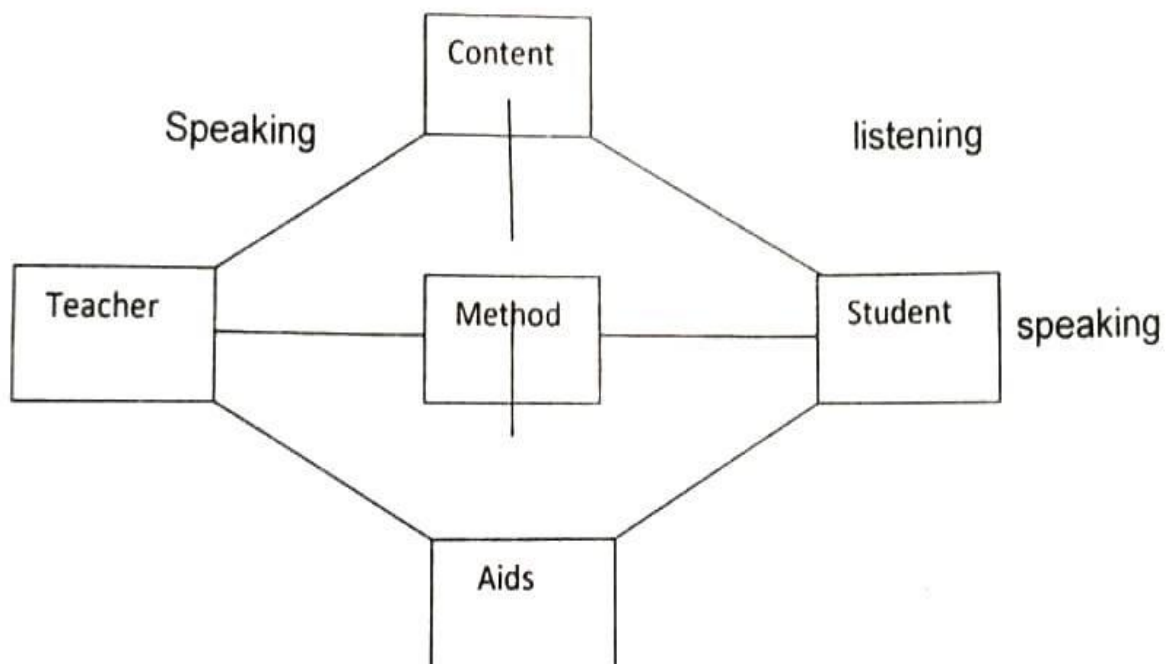 Content
Speaking
listening
Teacher
Method
Student
speaking
Aids